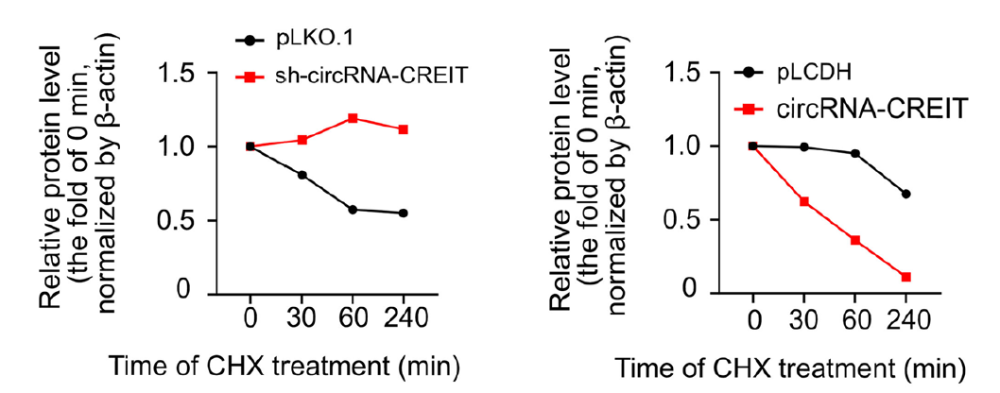 Relative protein level
(the fold of 0 min,
normalized by β-actin)
pLKO.1
sh-circRNA-CREIT
1.5
1.0
0.5
0
0 30 60 240
Time of CHX treatment (min)
Relative protein level
(the fold of 0 min,
normalized by β-actin)
pLCDH
circRNA-CREIT
1.5
1.0
0.5
0
0 30 60 240
Time of CHX treatment (min)